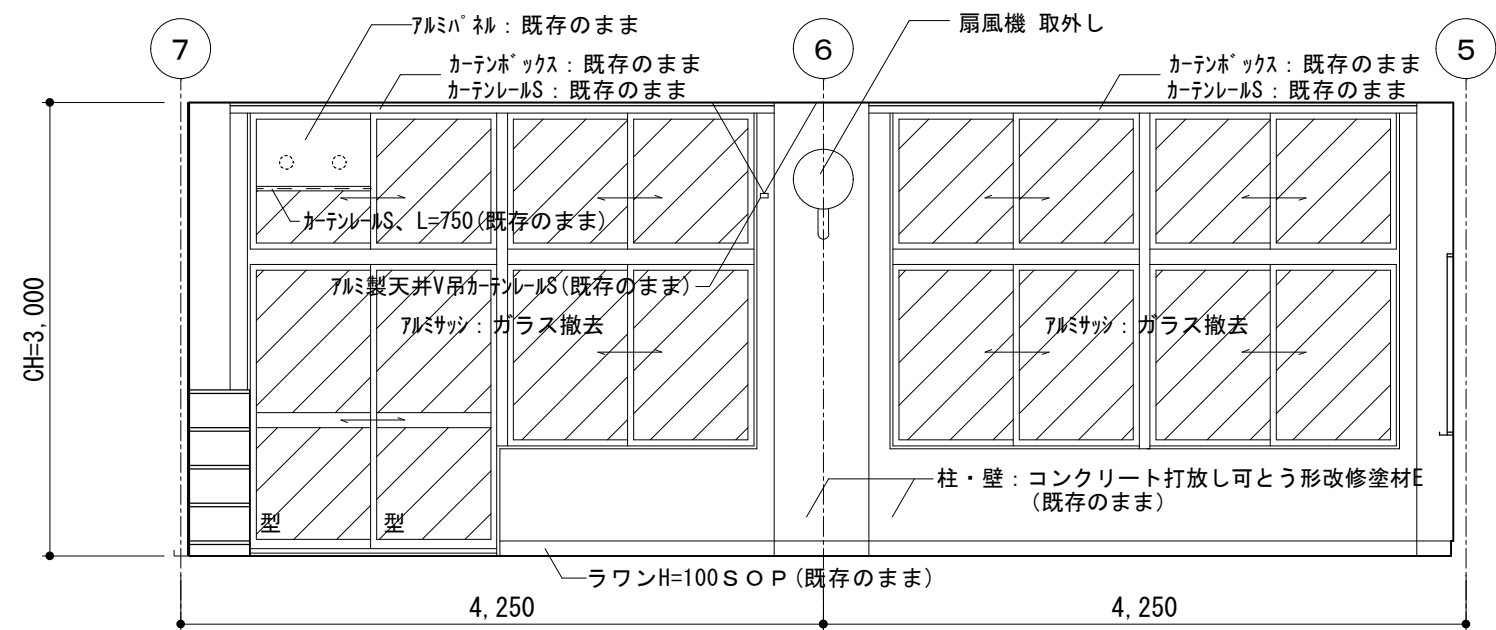 アルミパネル：既存のまま
扇風機 取外し
7
6
5
カーテンボックス：既存のまま
カーテンレールS：既存のまま
カーテンボックス：既存のまま
カーテンレールS：既存のまま
カーテンレールS、L=750(既存のまま)
CH=3,000
アルミ製天井V吊カーテンレールS(既存のまま)
アルミサッシ：ガラス撤去
アルミサッシ：ガラス撤去
柱・壁：コンクリート打放し可とう形改修塗材E
(既存のまま)
型
型
ラワンH=100ＳＯＰ(既存のまま)
4,250
4,250